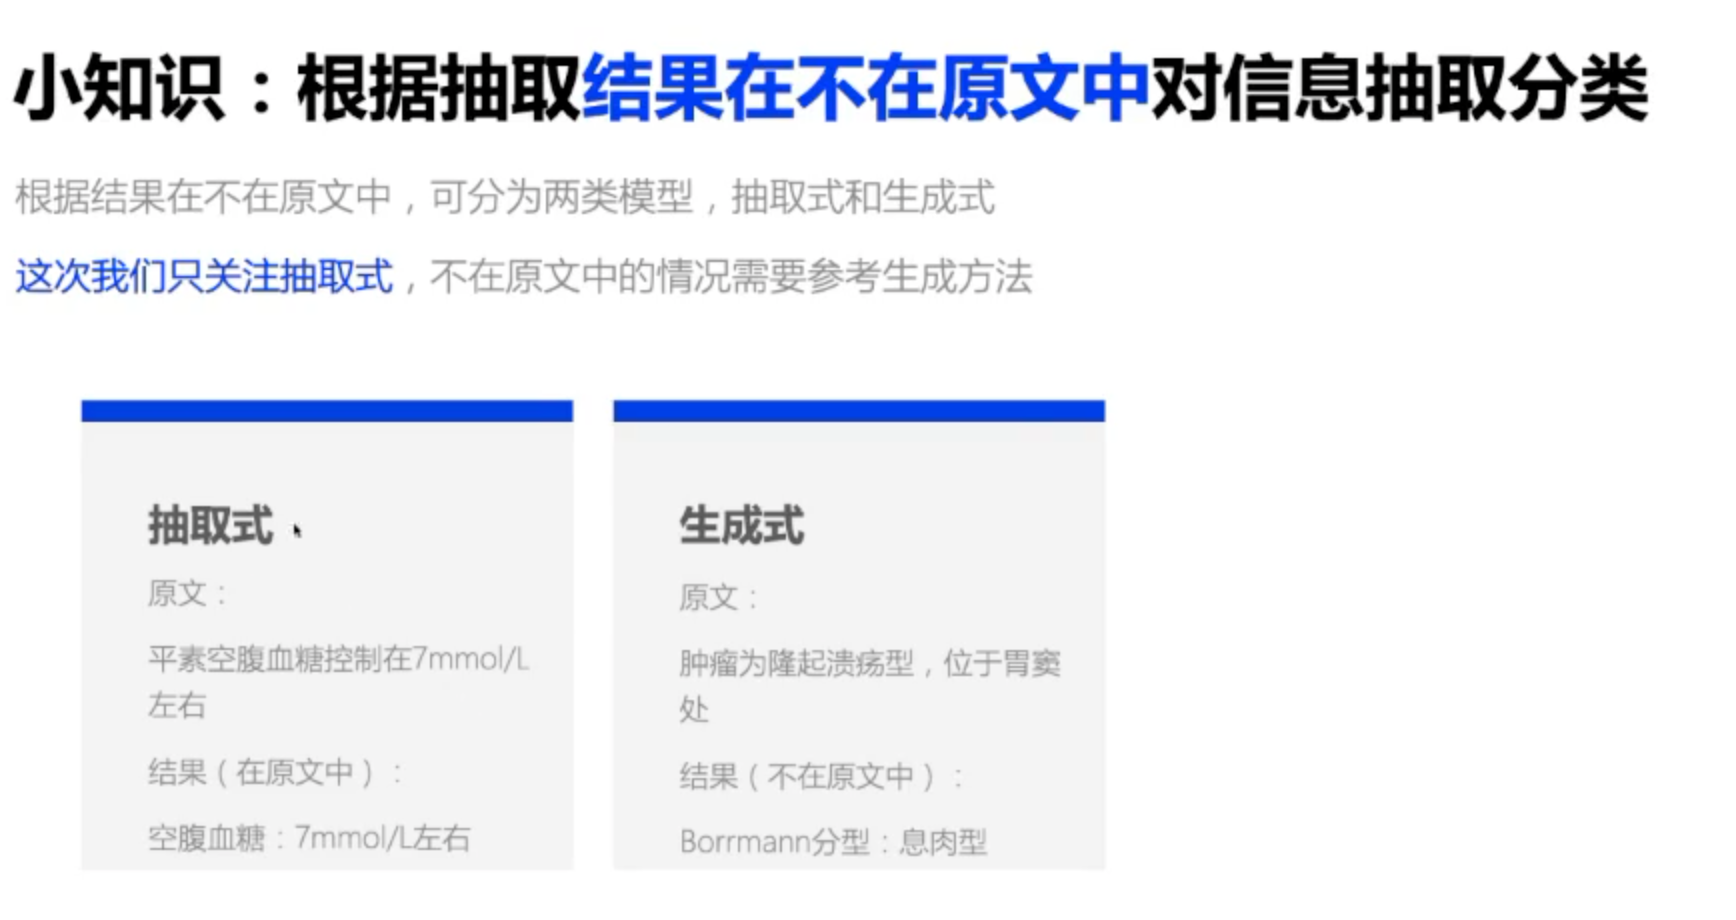 小知识：根据抽取结果在不在原文中对信息抽取分类
根据结果在不在原文中，可分为两类模型，抽取式和生成式
这次我们只关注抽取式，不在原文中的情况需要参考生成方法
抽取式
原文：
平素空腹血糖控制在7mmol/L
左右
结果（在原文中）：
空腹血糖：7mmol/L左右
生成式
原文：
肿瘤为隆起溃疡型，位于胃窦
处
结果（不在原文中）：
Borrmann分型：息肉型